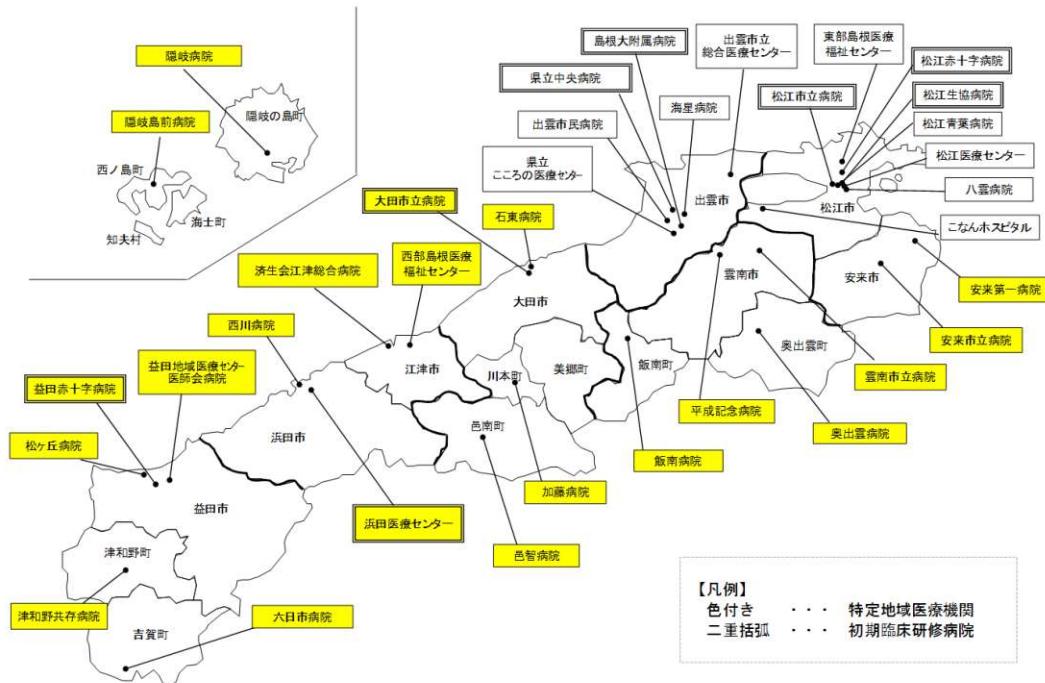 隠岐病院
隠岐の島町
隠岐島前病院
西ノ島町
海士町
知夫村
島根大附属病院
出雲市立
総合医療センター
東部島根医療
福祉センター
松江赤十字病院
県立中央病院
松江市立病院
松江生協病院
海星病院
出雲市民病院
松江青葉病院
県立
こころの医療センター
松江医療センター
八雲病院
出雲市
松江市
こなんホスピタル
大田市立病院
石東病院
西部島根医療
福祉センター
済生会江津総合病院
雲南市
安来市
安来第一病院
大田市
西川病院
安来市立病院
奥出雲町
益田地域医療センター
医師会病院
江津市
川本町
美郷町
飯南町
雲南市立病院
益田赤十字病院
平成記念病院
奥出雲病院
松ヶ丘病院
浜田市
邑南町
飯南病院
加藤病院
益田市
浜田医療センター
邑智病院
津和野町
津和野共存病院
六日市病院
吉賀町
【凡例】
色付き ・・・ 特定地域医療機関
二重括弧 ・・・ 初期臨床研修病院